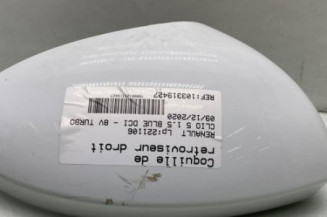 Coquille de
retroviseur droit
RENAULT Lp:221106
CLIO 5 1.5 BLUE DCI - 8V TURBO
09/12/2020
REF:103319427